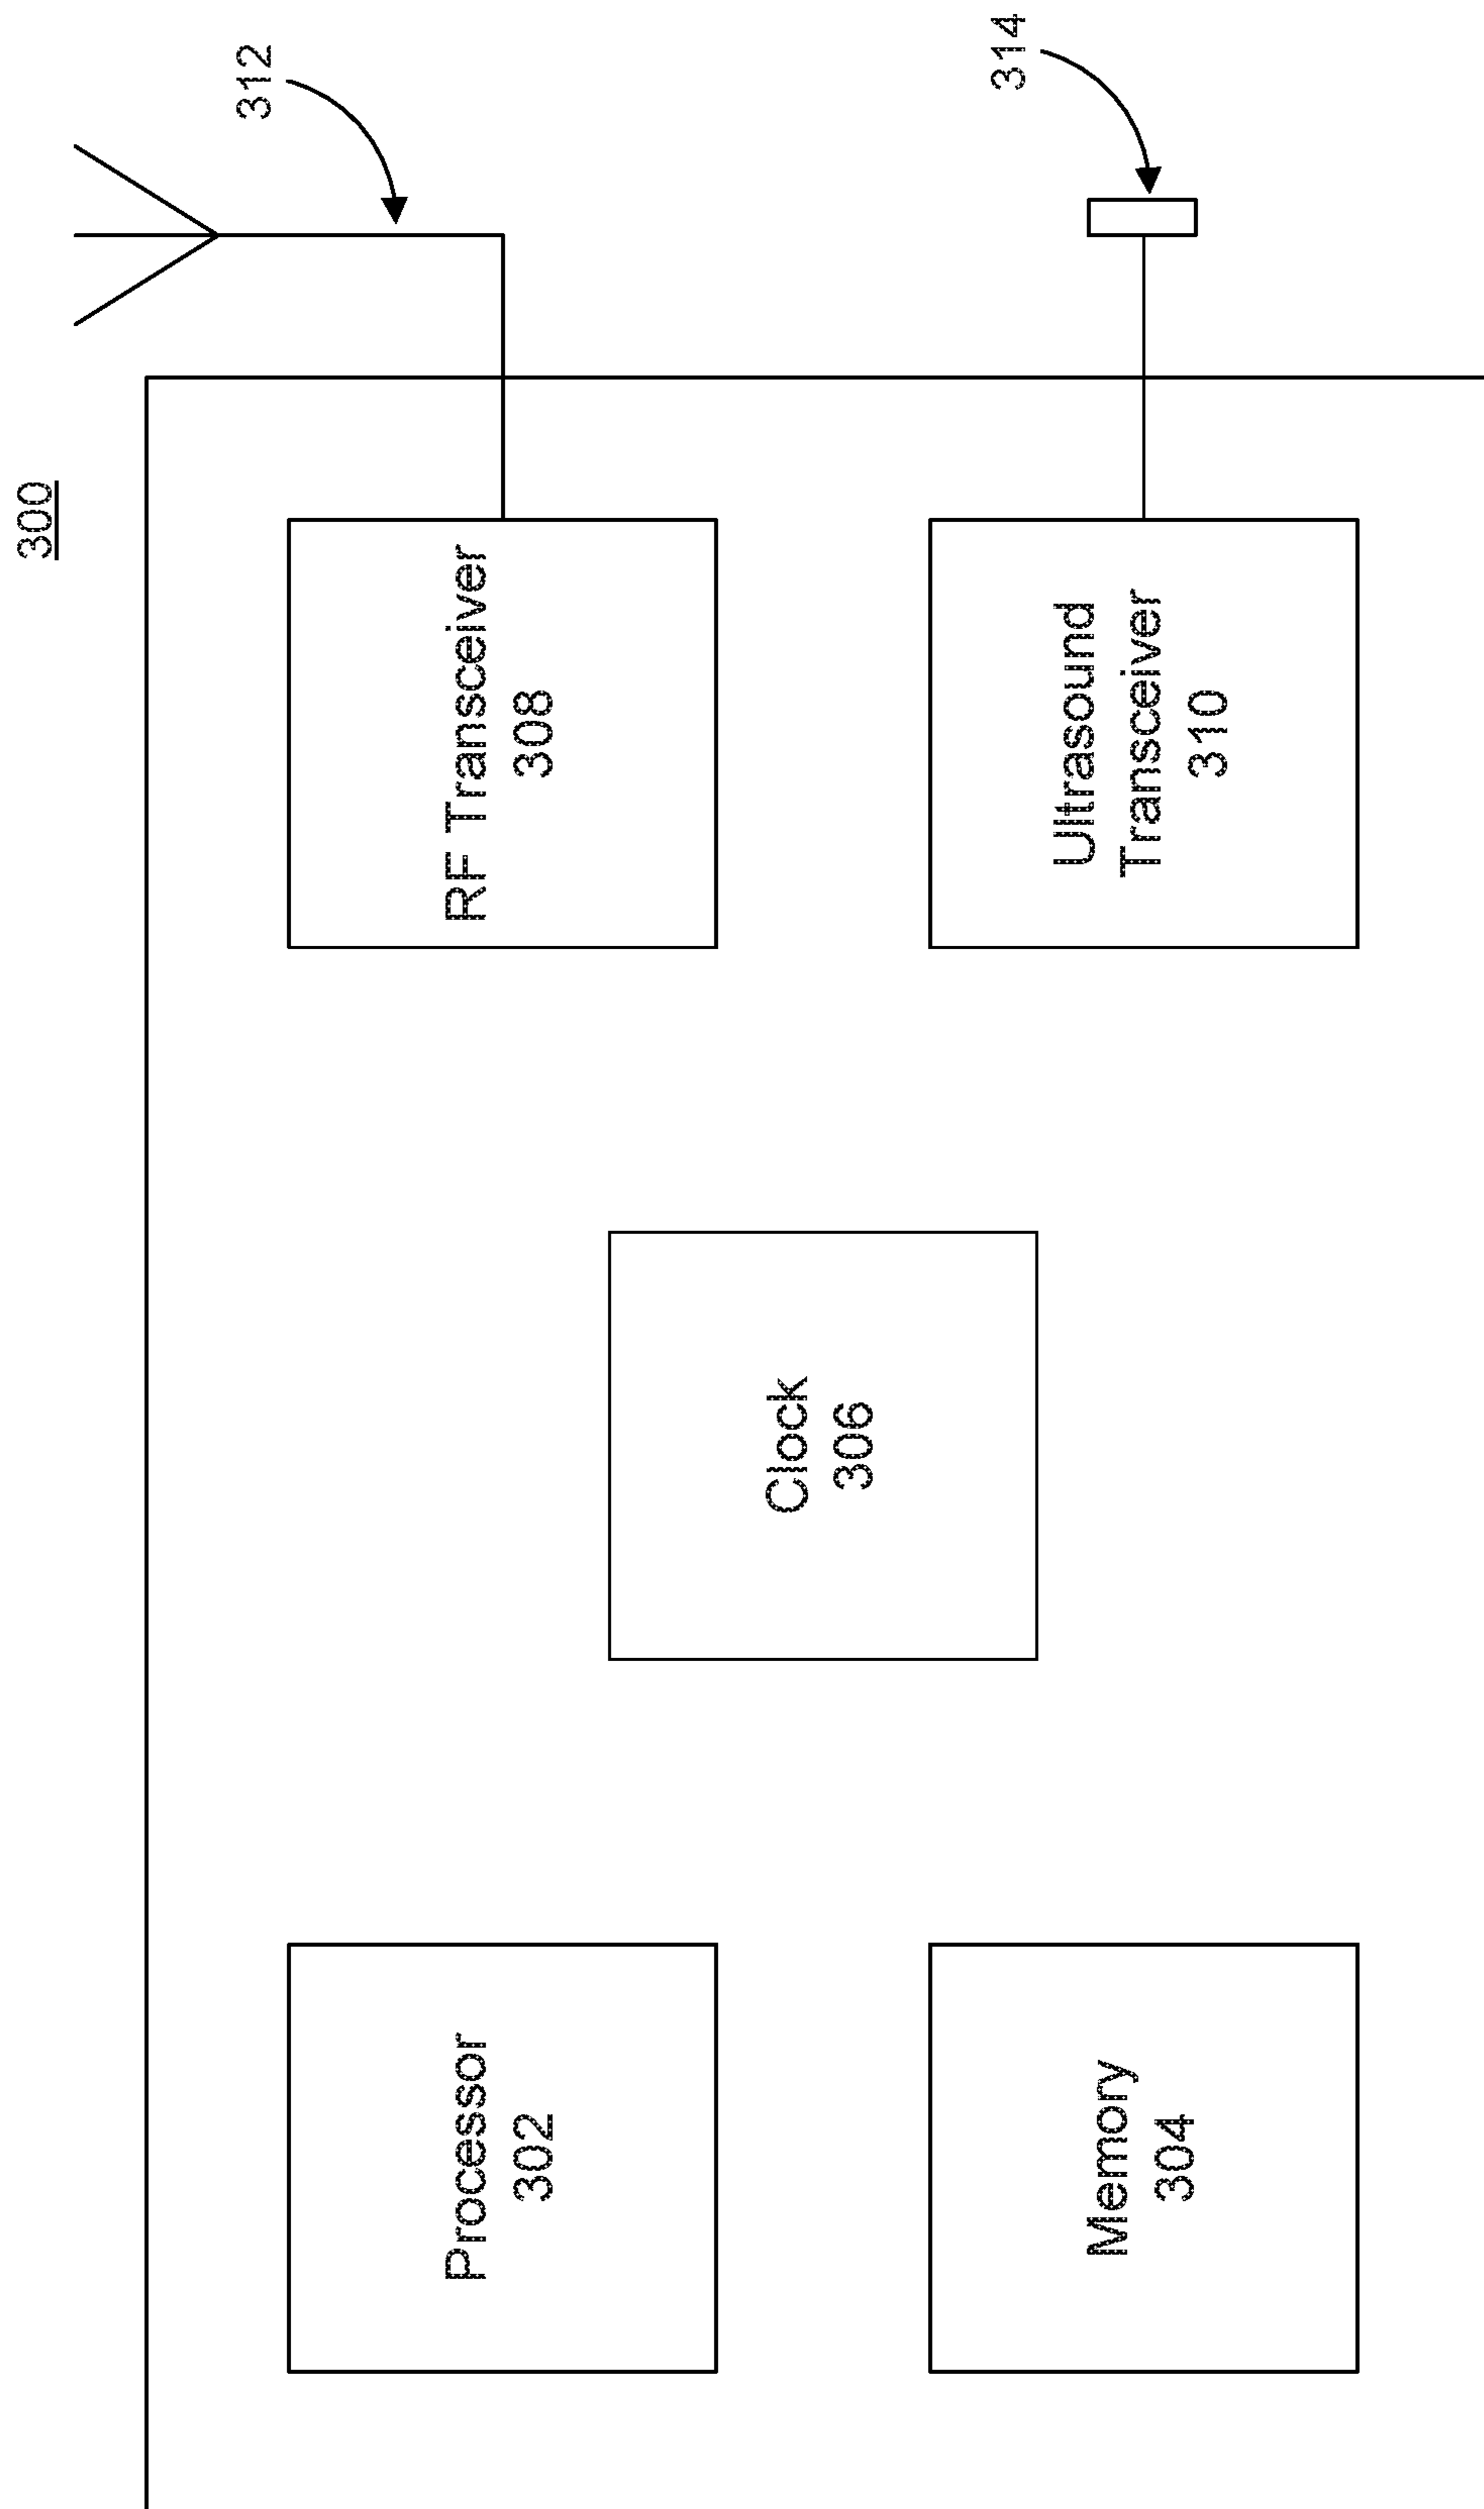 300
Processor
302
Memory
304
Clock
306
RF Transceiver
308
Ultrasound
Transceiver
310
312
314